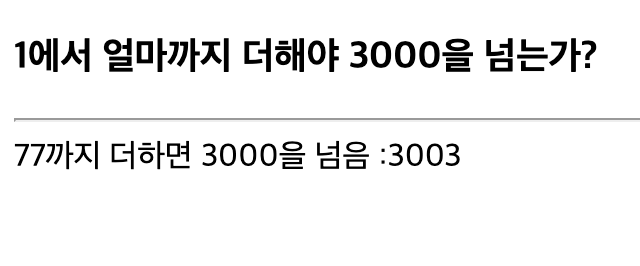 1에서 얼마까지 더해야 3000을 넘는가?
77까지 더하면 3000을 넘음 :3003